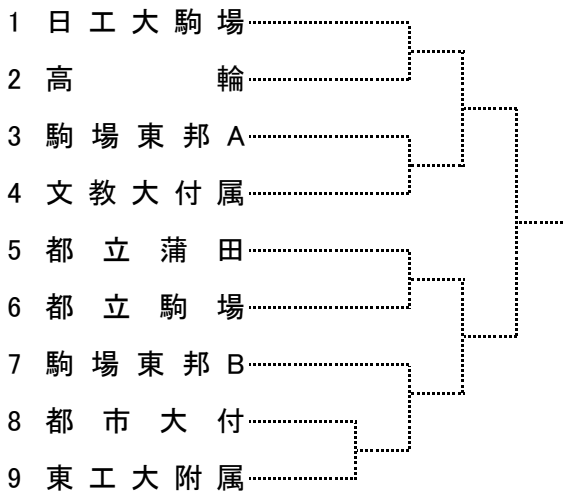 1 日工大駒場
2 高輪
3 駒場東邦A
4 文教大付属
5 都立蒲田
6 都立駒場
7 駒場東邦B
8 都市大付
9 東工大附属